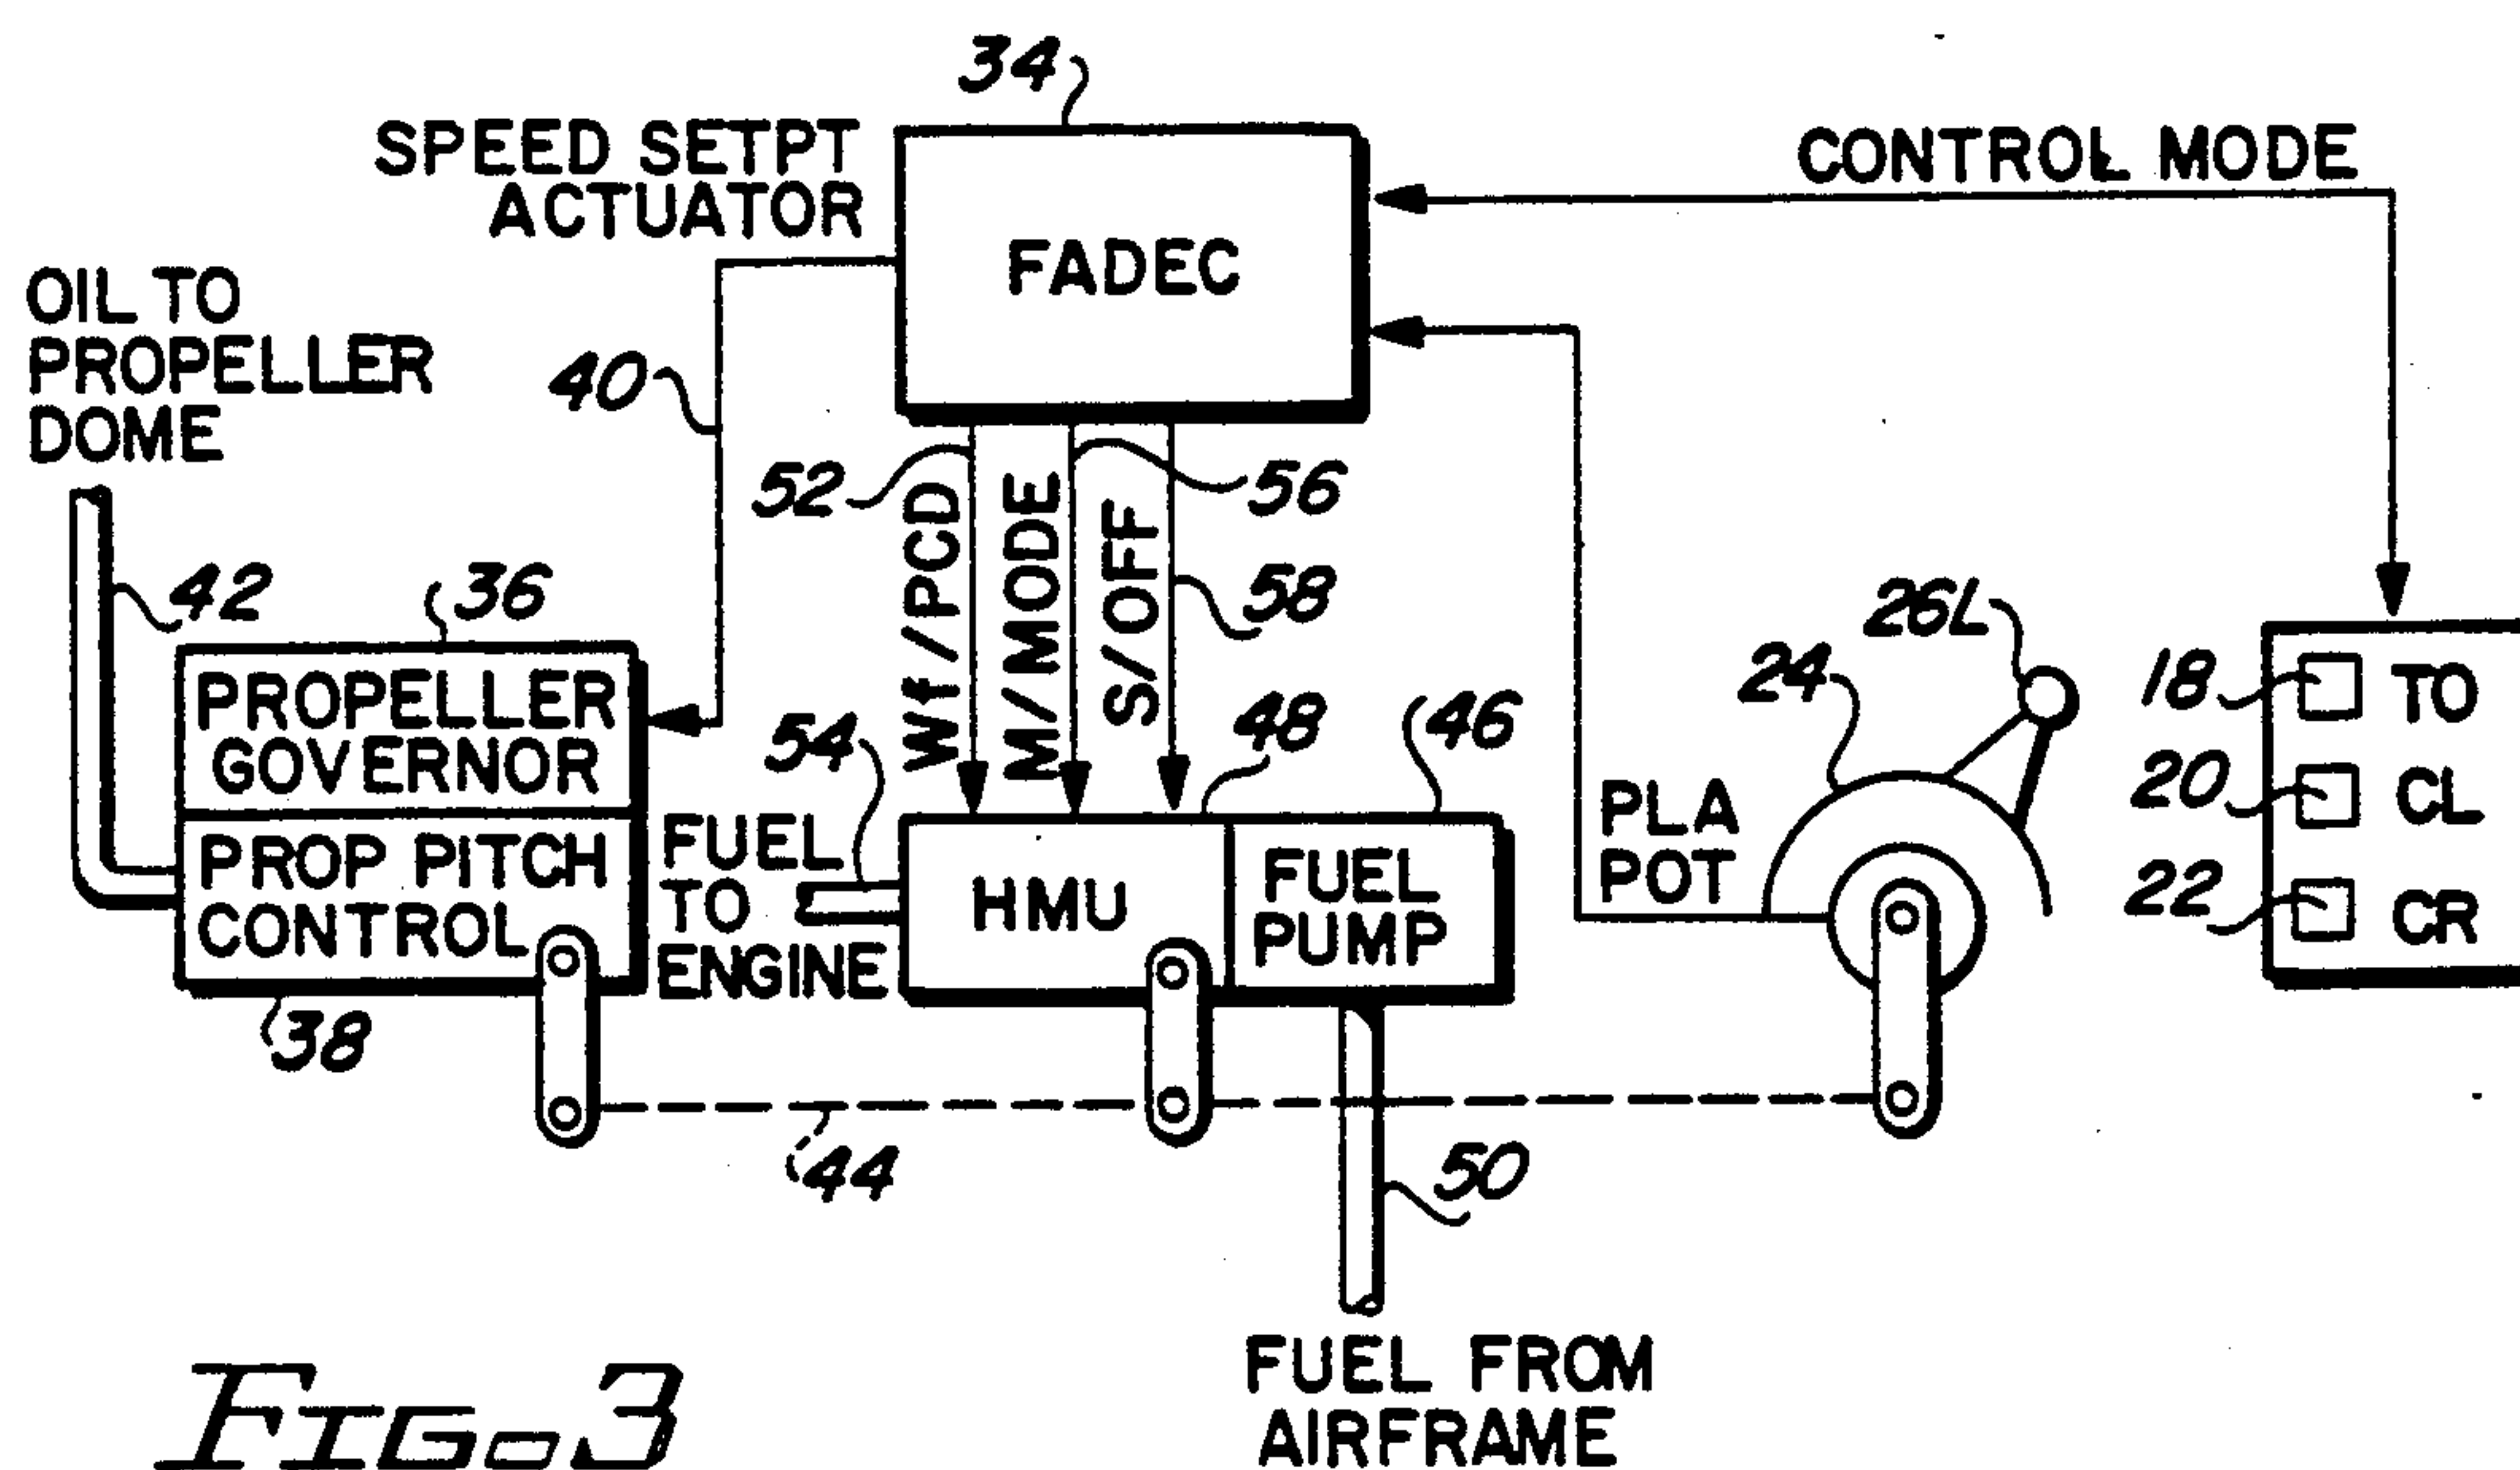 34
SPEED SETPT
ACTUATOR
CONTROL MODE
FADEC
OIL TO
PROPELLER
DOME
40
52
56
Wf/PCD
M/MODE
S/OFF
42
36
58
26L
24
18
TO
PROPELLER
GOVERNOR
54
48
46
20
CL
PLA
POT
FUEL
TO
ENGINE
PROP PITCH
CONTROL
HMU
FUEL
PUMP
22
CR
38
44
50
FUEL FROM
AIRFRAME
FIG. 3